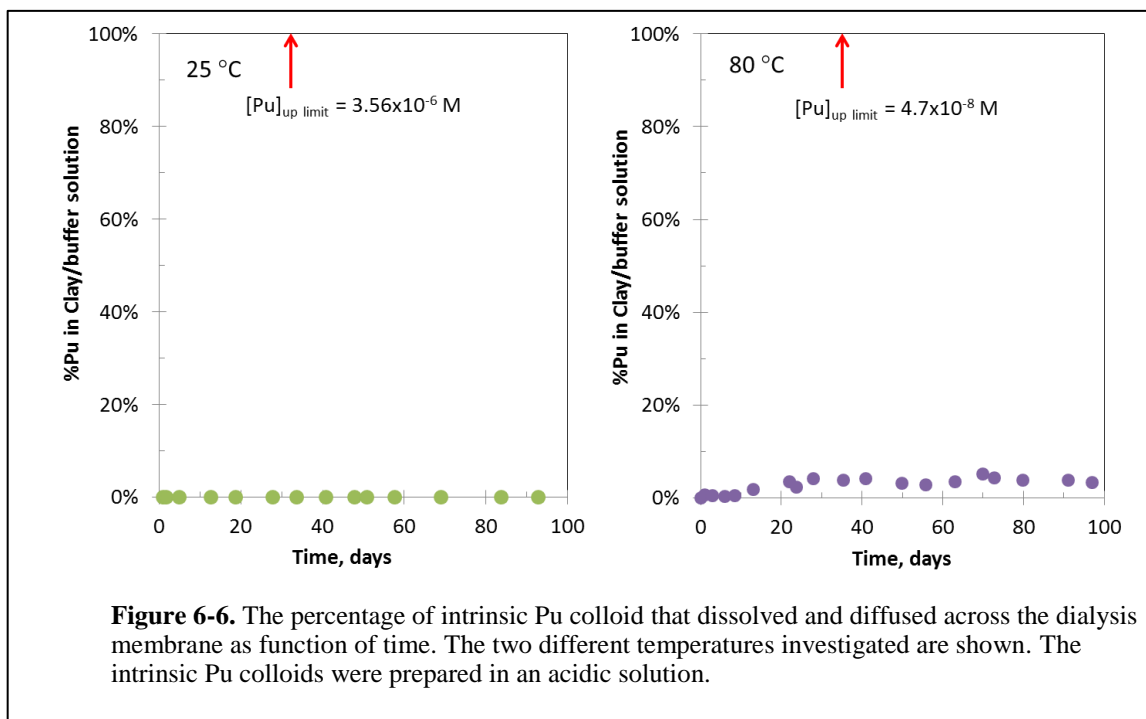 100%
80%
60%
40%
20%
0%
%Pu in Clay/buffer solution
25 °C
[Pu]up limit = 3.56x10-6 M
0 20 40 60 80 100
Time, days
100%
80%
60%
40%
20%
0%
%Pu in Clay/buffer solution
80 °C
[Pu]up limit = 4.7x10-8 M
0 20 40 60 80 100
Time, days
Figure 6-6. The percentage of intrinsic Pu colloid that dissolved and diffused across the dialysis
membrane as function of time. The two different temperatures investigated are shown. The
intrinsic Pu colloids were prepared in an acidic solution.